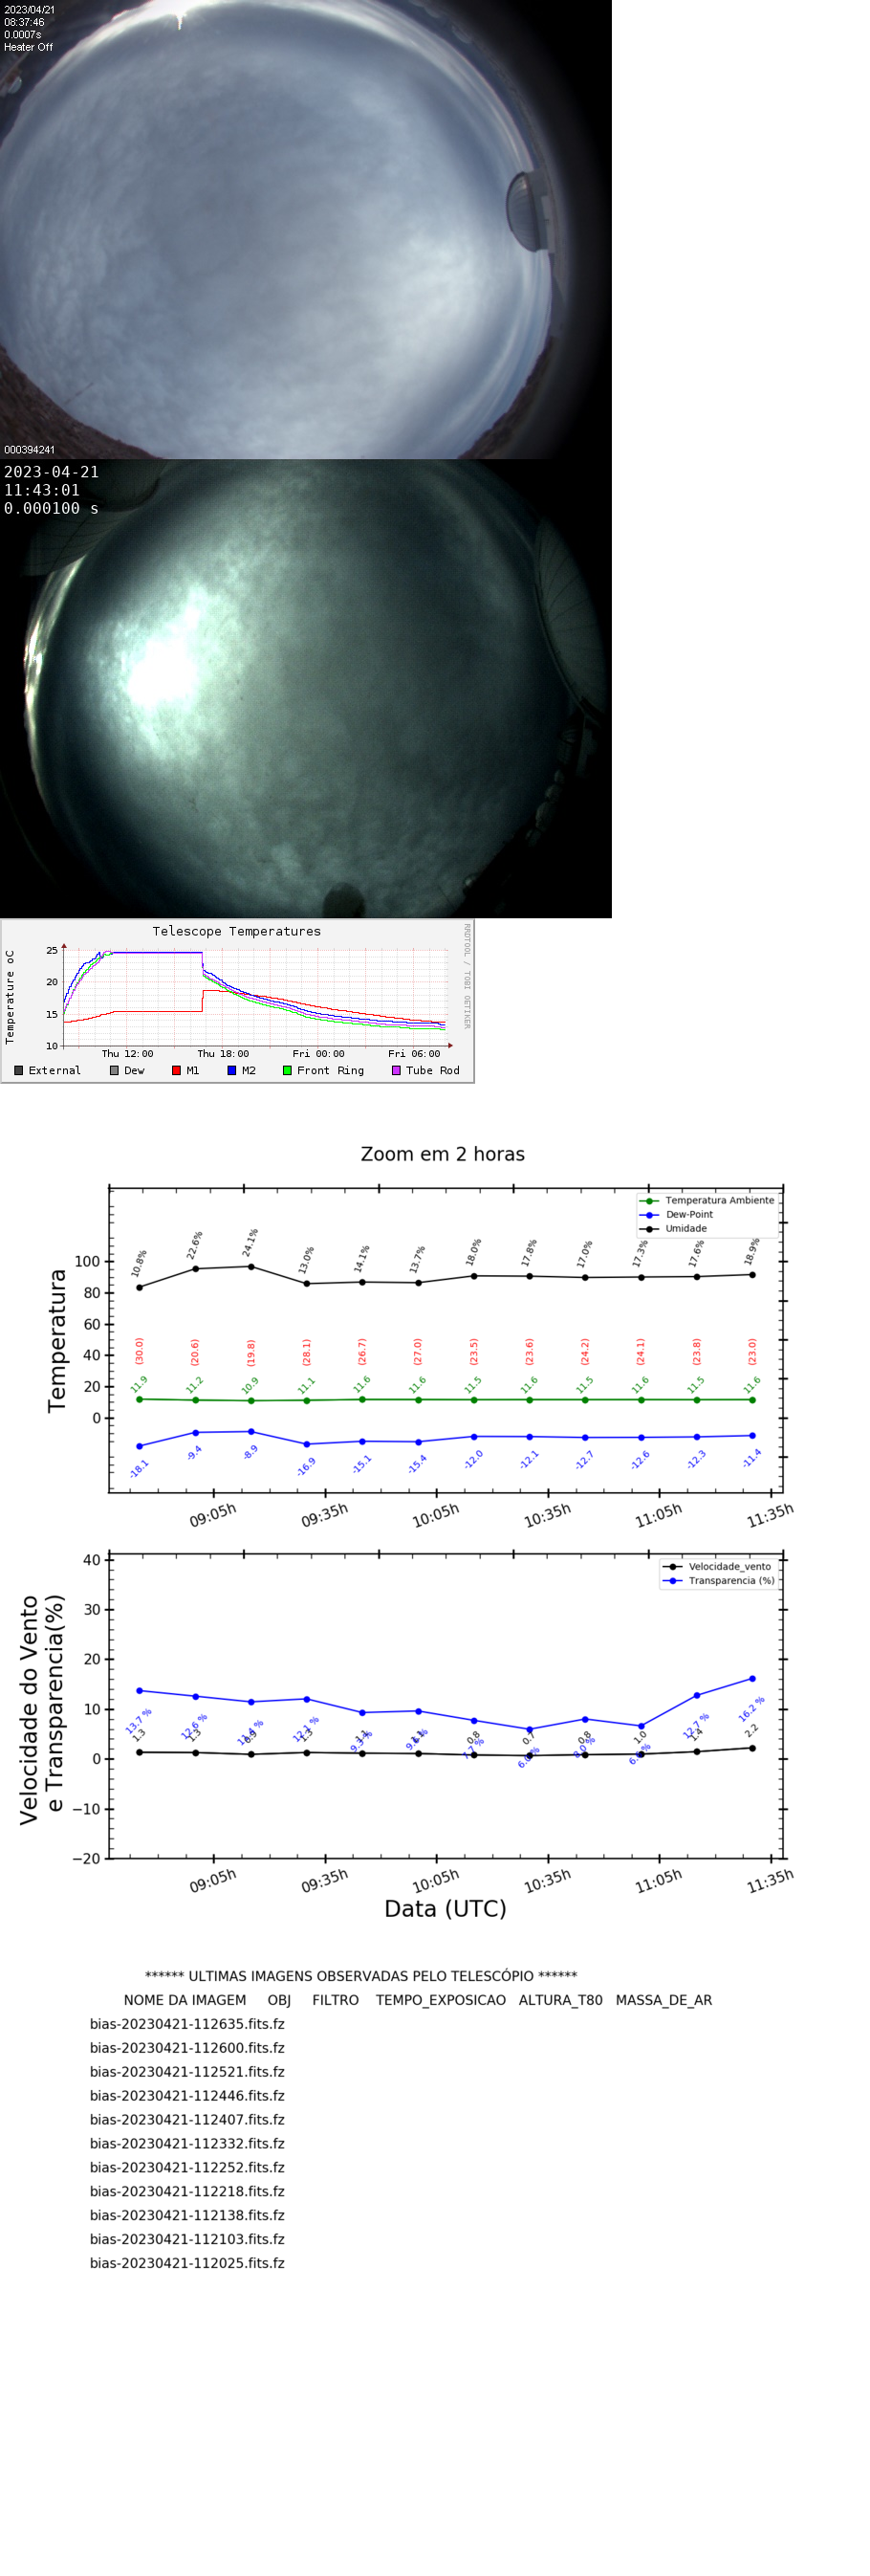 2023/04/21
08:37:46
0.0007s
Heater Off
000394241
2023-04-21
11:43:01
0.000100 s
Telescope Temperatures
RRDTOOL / TOBI OETIKER
Temperature oC
25
20
15
10
Thu 12:00 Thu 18:00 Fri 00:00 Fri 06:00
External Dew M1 M2 Front Ring Tube Rod
Zoom em 2 horas
Temperatura Ambiente
Dew-Point
Umidade
Temperatura
100
80
60
40
20
0
10.8% 22.6% 24.1% 13.0% 14.1% 13.7% 18.0% 17.8% 17.0% 17.3% 17.6% 18.9%
(30.0) (20.6) (19.8) (28.1) (26.7) (27.0) (23.5) (23.6) (24.2) (24.1) (23.8) (23.0)
11.9 11.2 10.9 11.1 11.6 11.6 11.5 11.6 11.5 11.6 11.5 11.6
-18.1 -9.4 -8.9 -16.9 -15.1 -15.4 -12.0 -12.1 -12.7 -12.6 -12.3 -11.4
09:05h 09:35h 10:05h 10:35h 11:05h 11:35h
Velocidade_vento
Transparencia (%)
Velocidade do Vento
e Transparencia(%)
40
30
20
10
0
−10
−20
13.7 % 12.6 % 12.1 % 12.7 % 16.2 %
1.3 1.3 0.9 1.3 1.1 0.8 0.7 0.8 1.0 1.4 2.2
09:05h 09:35h 10:05h 10:35h 11:05h 11:35h
Data (UTC)
****** ULTIMAS IMAGENS OBSERVADAS PELO TELESCÓPIO ******
NOME DA IMAGEM OBJ FILTRO TEMPO_EXPOSICAO ALTURA_T80 MASSA_DE_AR
bias-20230421-112635.fits.fz
bias-20230421-112600.fits.fz
bias-20230421-112521.fits.fz
bias-20230421-112446.fits.fz
bias-20230421-112407.fits.fz
bias-20230421-112332.fits.fz
bias-20230421-112252.fits.fz
bias-20230421-112218.fits.fz
bias-20230421-112138.fits.fz
bias-20230421-112103.fits.fz
bias-20230421-112025.fits.fz